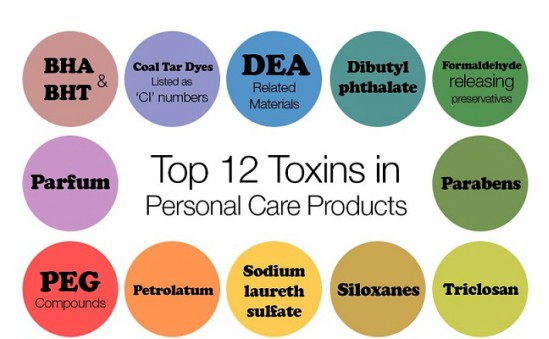 BHA
& BHT
Coal Tar Dyes
Listed as
'CI' numbers
DEA
Related
Materials
Dibutyl
phthalate
Formaldehyde
releasing
preservatives
Parfum
Top 12 Toxins in
Personal Care Products
Parabens
PEG
Compounds
Petrolatum
Sodium
laureth
sulfate
Siloxanes
Triclosan